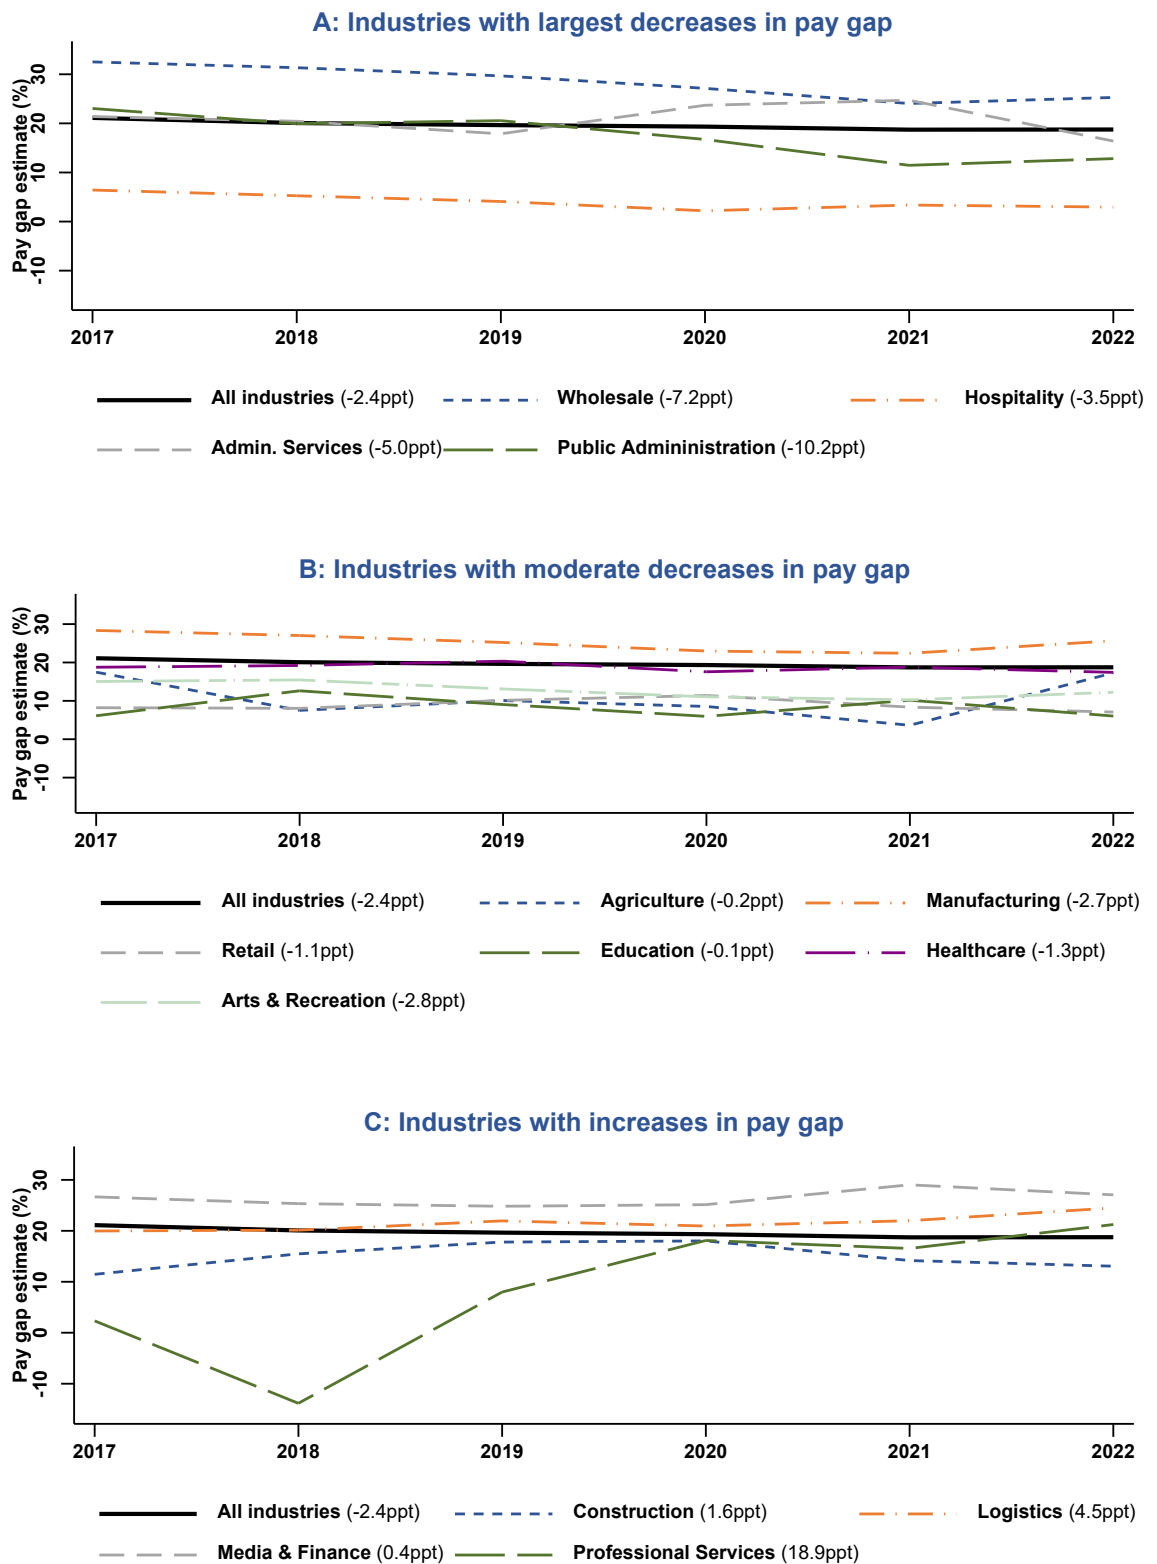 A: Industries with largest decreases in pay gap
Pay gap estimate (%)
30
20
10
0
-10
2017 2018 2019 2020 2021 2022
All industries (-2.4ppt) Wholesale (-7.2ppt) Hospitality (-3.5ppt)
Admin. Services (-5.0ppt) Public Admininistration (-10.2ppt)
B: Industries with moderate decreases in pay gap
Pay gap estimate (%)
30
20
10
0
-10
2017 2018 2019 2020 2021 2022
All industries (-2.4ppt) Agriculture (-0.2ppt) Manufacturing (-2.7ppt)
Retail (-1.1ppt) Education (-0.1ppt) Healthcare (-1.3ppt)
Arts & Recreation (-2.8ppt)
C: Industries with increases in pay gap
Pay gap estimate (%)
30
20
10
0
-10
2017 2018 2019 2020 2021 2022
All industries (-2.4ppt) Construction (1.6ppt) Logistics (4.5ppt)
Media & Finance (0.4ppt) Professional Services (18.9ppt)